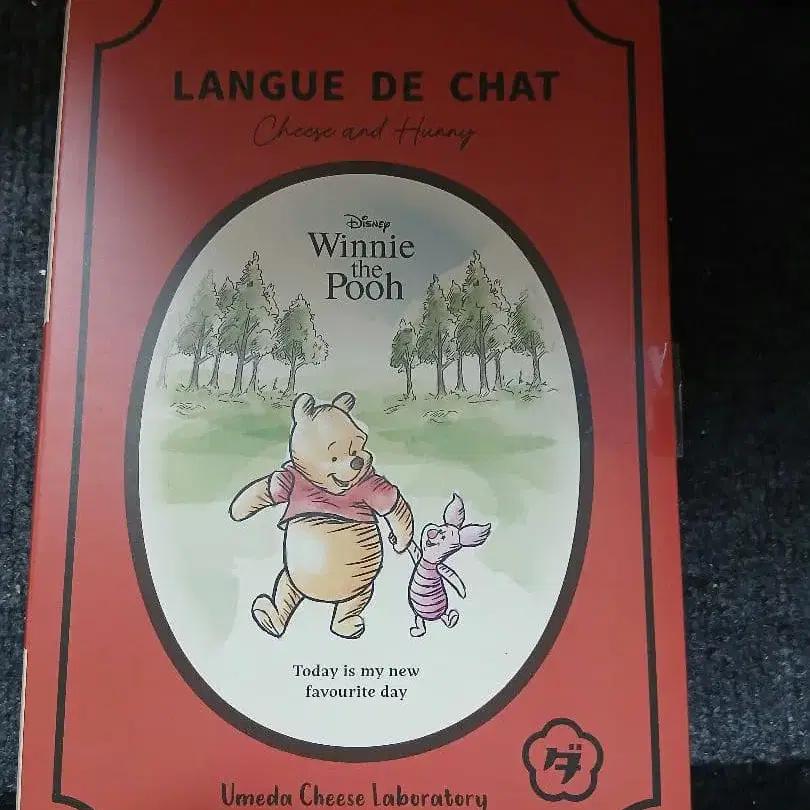 LANGUE DE CHAT
Cheese and Hunny
Disney
Winnie
the
Pooh
Today is my new
favourite day
ダ
Umeda Cheese Laboratory